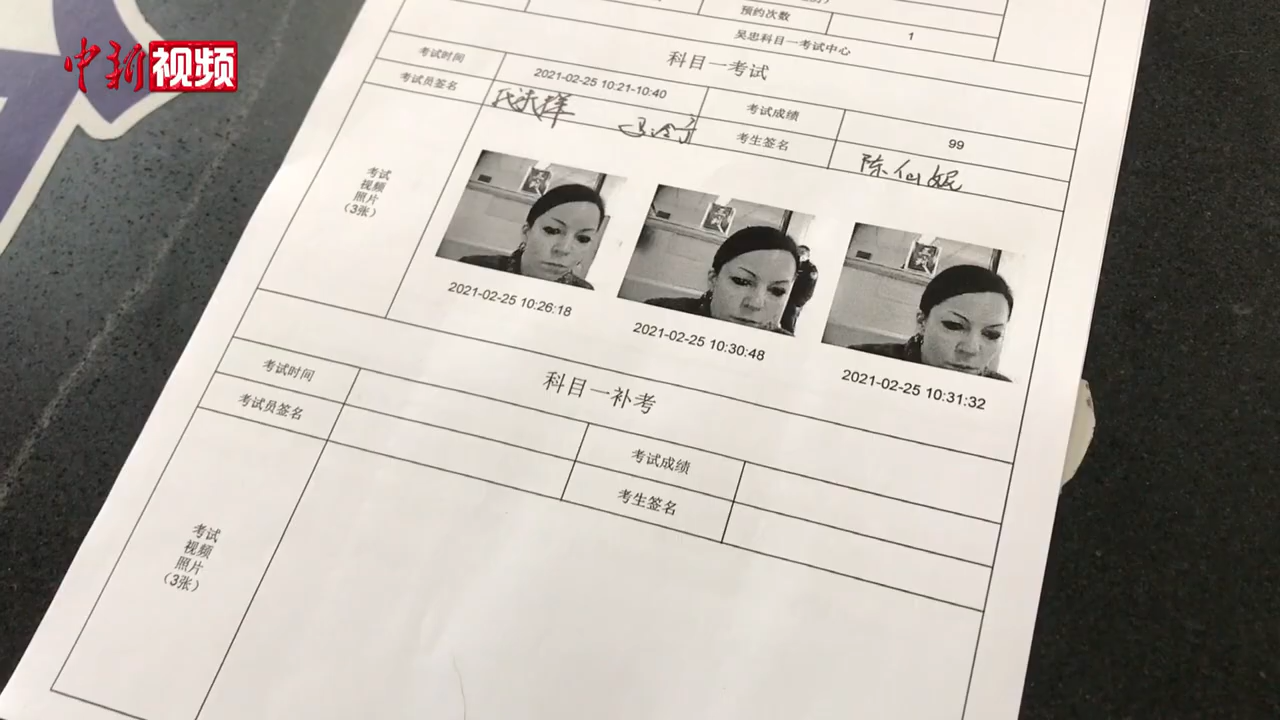 中新视频
预约次数
1
吴忠科目一考试中心
科目一考试
考试时间
2021-02-25 10:21-10:40
考试成绩
99
考试员签名
考生签名
陈仙妮
考试
视频
照片
(3张)
2021-02-25 10:26:18
2021-02-25 10:30:48
2021-02-25 10:31:32
科目一补考
考试时间
考试成绩
考试员签名
考生签名
考试
视频
照片
(3张)